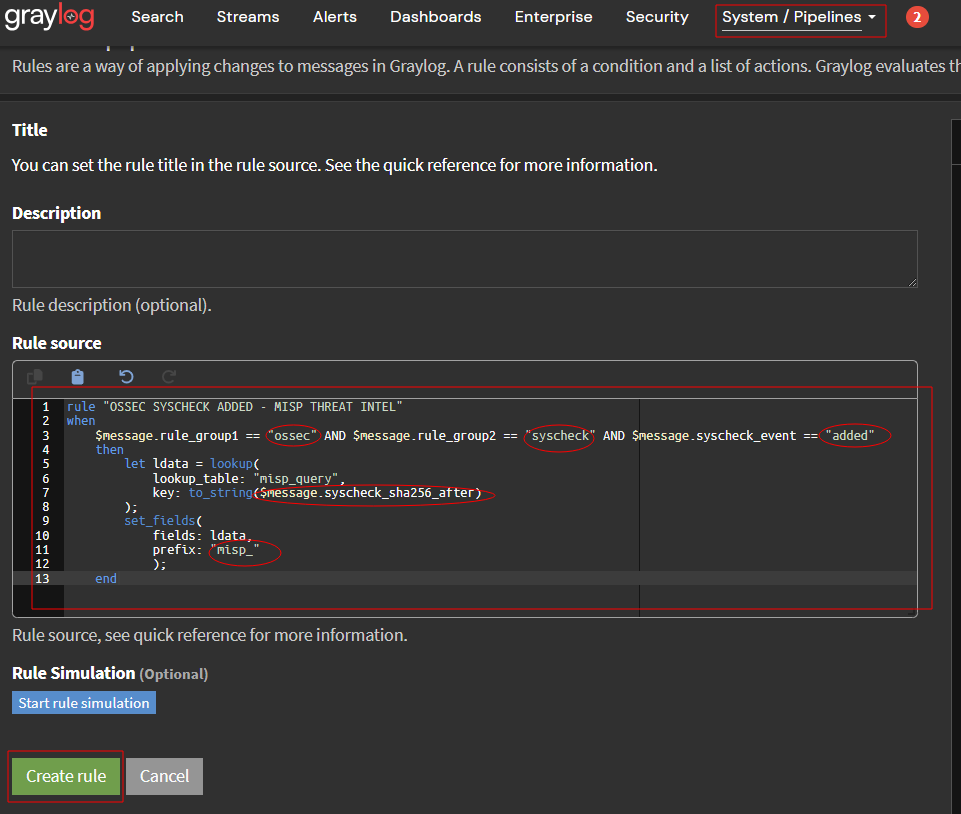 graylog Search Streams Alerts Dashboards Enterprise Security System / Pipelines 2
Rules are a way of applying changes to messages in Graylog. A rule consists of a condition and a list of actions. Graylog evaluates th
Title
You can set the rule title in the rule source. See the quick reference for more information.
Description
Rule description (optional).
Rule source
1 rule "OSSEC SYSCHECK ADDED - MISP THREAT INTEL"
2 when
3 $message.rule_group1 == "ossec" AND $message.rule_group2 == "syscheck" AND $message.syscheck_event == "added"
4 then
5 let ldata = lookup(
6 lookup_table: "misp_query",
7 key: to_string($message.syscheck_sha256_after)
8 );
9 set_fields(
10 fields: ldata,
11 prefix: "misp_"
12 );
13 end
Rule source, see quick reference for more information.
Rule Simulation (Optional)
Start rule simulation
Create rule Cancel